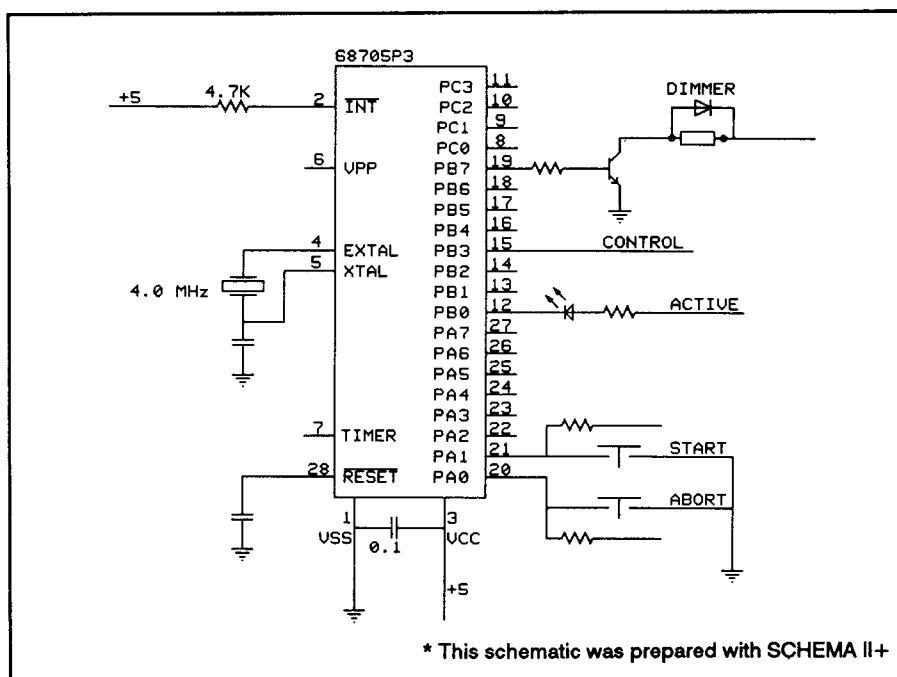 68705P3
+5
4.7K
2
INT
6
VPP
4
EXTAL
5
XTAL
4.0 MHz
7
TIMER
28
RESET
PC3 11
PC2 10
PC1 9
PC0 8
PB7 19
PB6 18
PB5 17
PB4 16
PB3 15
PB2 14
PB1 13
PB0 12
PA7 27
PA6 26
PA5 25
PA4 24
PA3 23
PA2 22
PA1 21
PA0 20
DIMMER
CONTROL
ACTIVE
START
ABORT
1
VSS
0.1
3
VCC
+5
* This schematic was prepared with SCHEMA II+